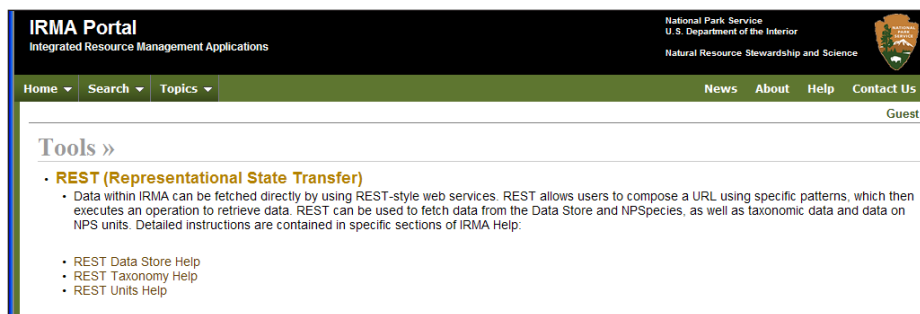 IRMA Portal
Integrated Resource Management Applications
National Park Service
U.S. Department of the Interior
Natural Resource Stewardship and Science
NATIONAL
PARK
SERVICE
Home Search Topics News About Help Contact Us
Guest
Tools »
• REST (Representational State Transfer)
• Data within IRMA can be fetched directly by using REST-style web services. REST allows users to compose a URL using specific patterns, which then
executes an operation to retrieve data. REST can be used to fetch data from the Data Store and NPSpecies, as well as taxonomic data and data on
NPS units. Detailed instructions are contained in specific sections of IRMA Help:
• REST Data Store Help
• REST Taxonomy Help
• REST Units Help